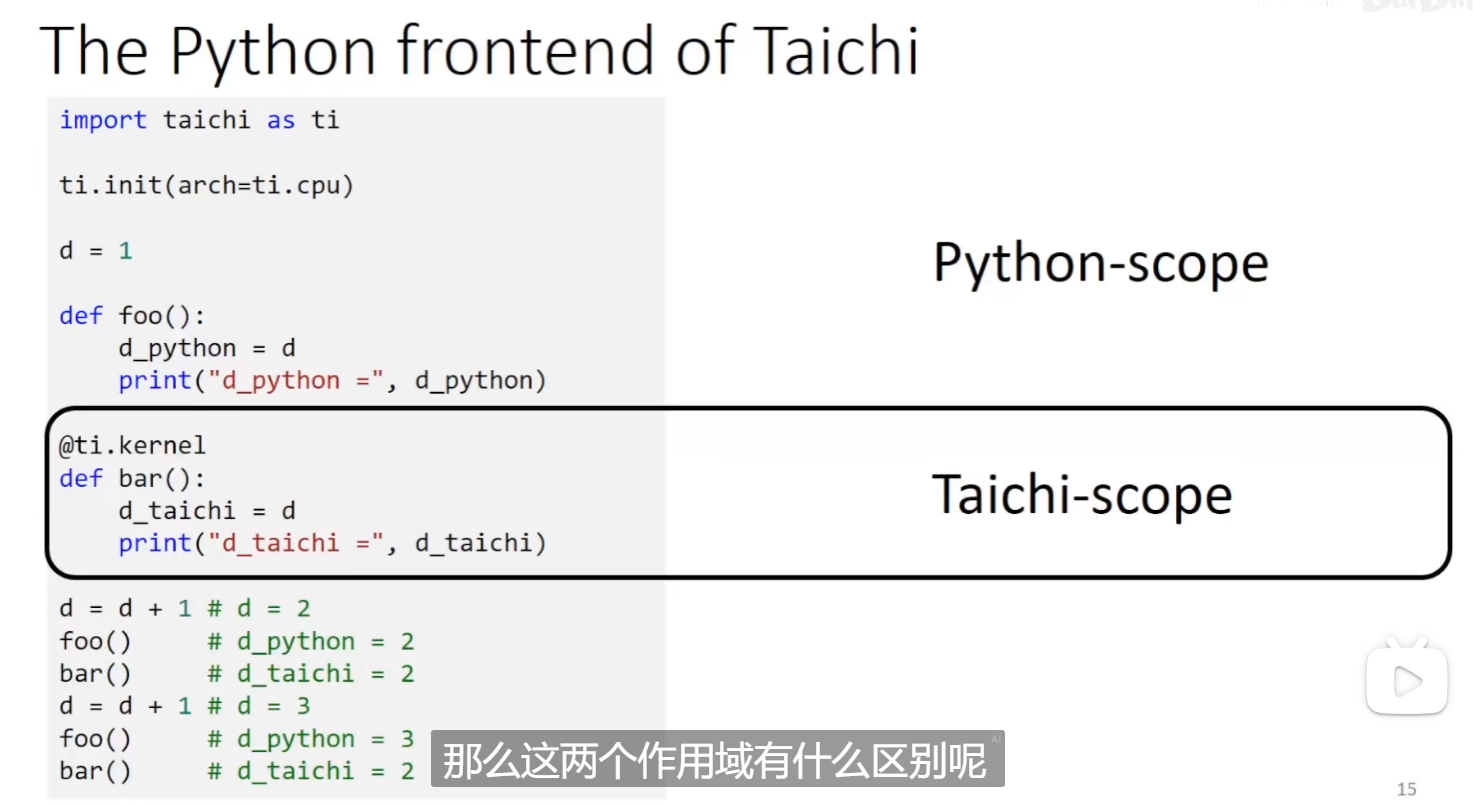 The Python frontend of Taichi
import taichi as ti
ti.init(arch=ti.cpu)
d = 1
def foo():
    d_python = d
    print("d_python =", d_python)
@ti.kernel
def bar():
    d_taichi = d
    print("d_taichi =", d_taichi)
d = d + 1 # d = 2
foo()     # d_python = 2
bar()     # d_taichi = 2
d = d + 1 # d = 3
foo()     # d_python = 3
bar()     # d_taichi = 2
Python-scope
Taichi-scope
那么这两个作用域有什么区别呢
AI
15